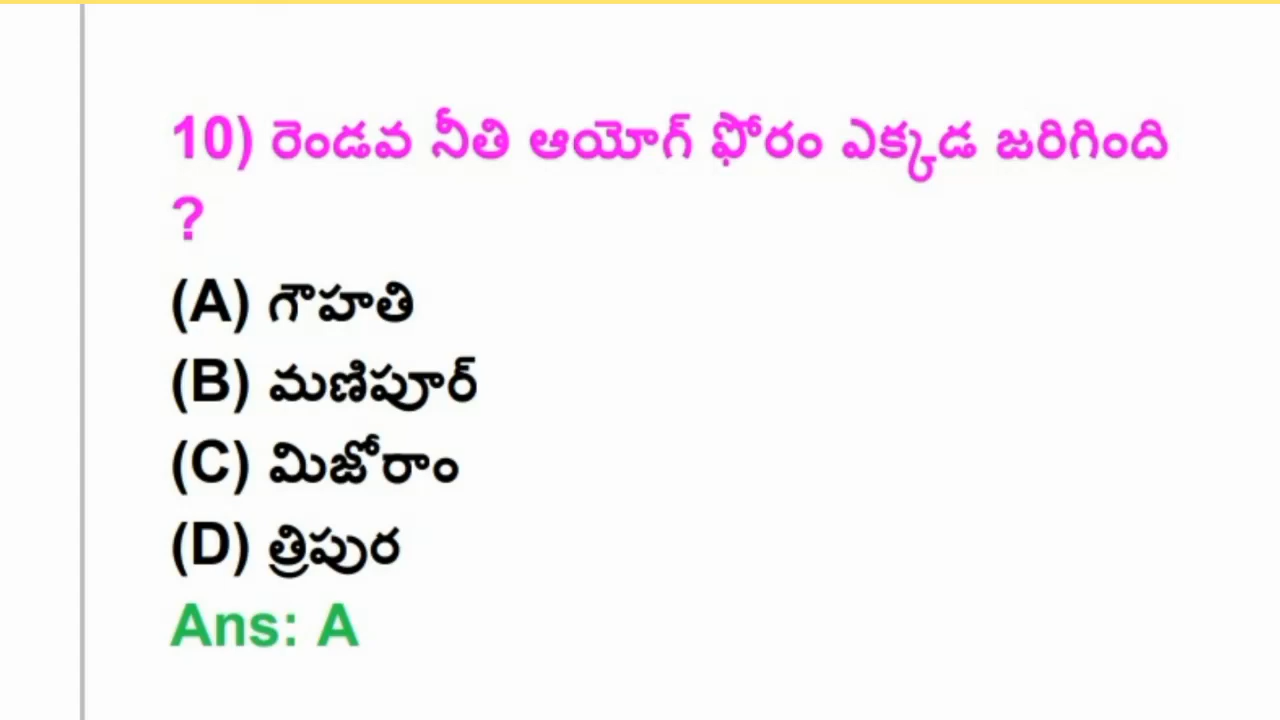 10) రెండవ నీతి ఆయోగ్ ఫోరం ఎక్కడ జరిగింది
?
(A) గౌహతి
(B) మణిపూర్
(C) మిజోరాం
(D) త్రిపుర
Ans: A